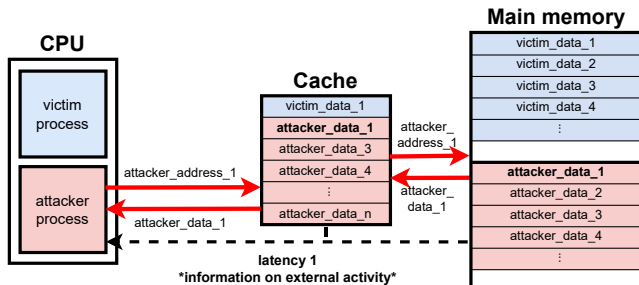 CPU
victim
process
attacker
process
attacker_address_1
attacker_data_1
Cache
victim_data_1
attacker_data_1
attacker_data_3
attacker_data_4
⋮
attacker_data_n
attacker_
address_1
attacker_
data_1
Main memory
victim_data_1
victim_data_2
victim_data_3
victim_data_4
⋮
attacker_data_1
attacker_data_2
attacker_data_3
attacker_data_4
⋮
latency 1
*information on external activity*